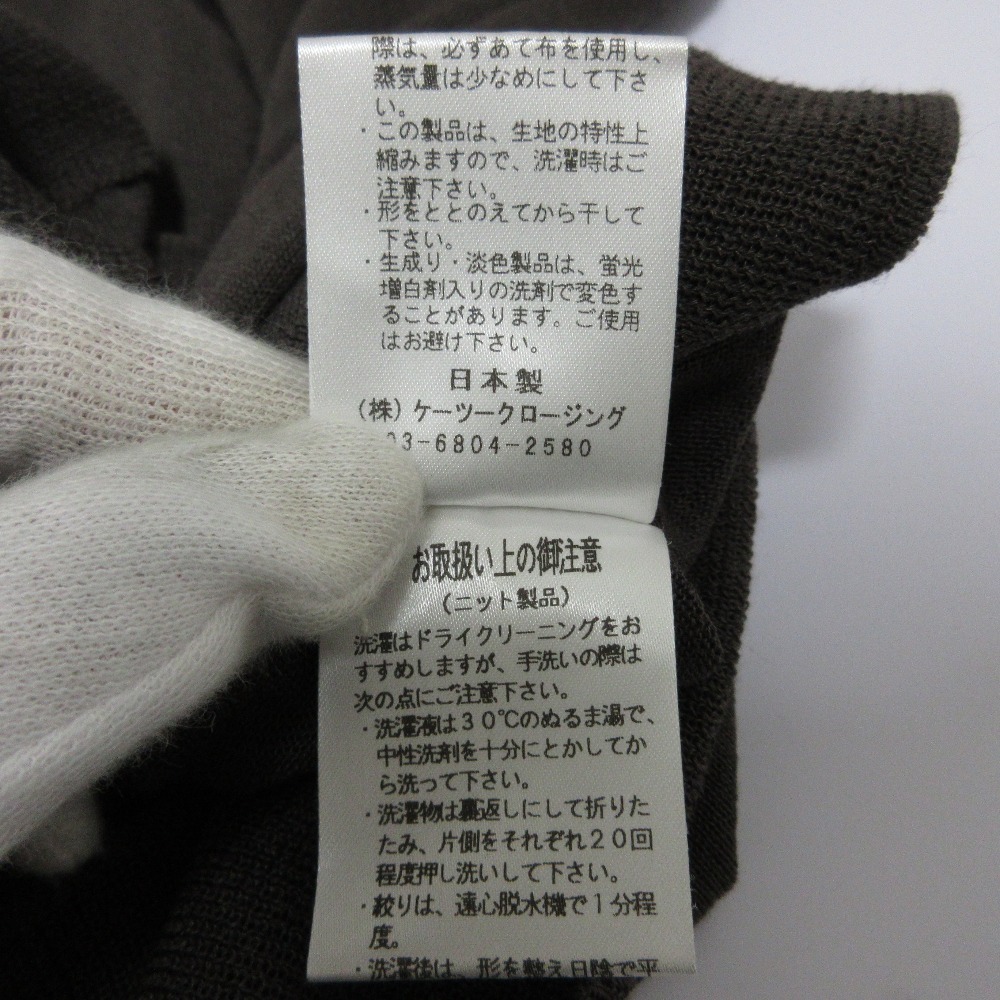 際は、必ずあて布を使用し、
蒸気量は少なめにして下さ
い。
・この製品は、生地の特性上
縮みますので、洗濯時はご
注意下さい。
・形をととのえてから干して
下さい。
・生成り・淡色製品は、蛍光
増白剤入りの洗剤で変色す
ることがあります。ご使用
はお避け下さい。
日本製
（株）ケーツークロージング
03-6804-2580
お取扱い上の御注意
（ニット製品）
洗濯はドライクリーニングをお
すすめしますが、手洗いの際は
次の点にご注意下さい。
・洗濯液は３０℃のぬるま湯で、
中性洗剤を十分にとかしてか
ら洗って下さい。
・洗濯物は裏返しにして折りた
たみ、片側をそれぞれ２０回
程度押し洗いして下さい。
・絞りは、遠心脱水機で１分程
度。
・洗濯後は、形を整え日陰で平